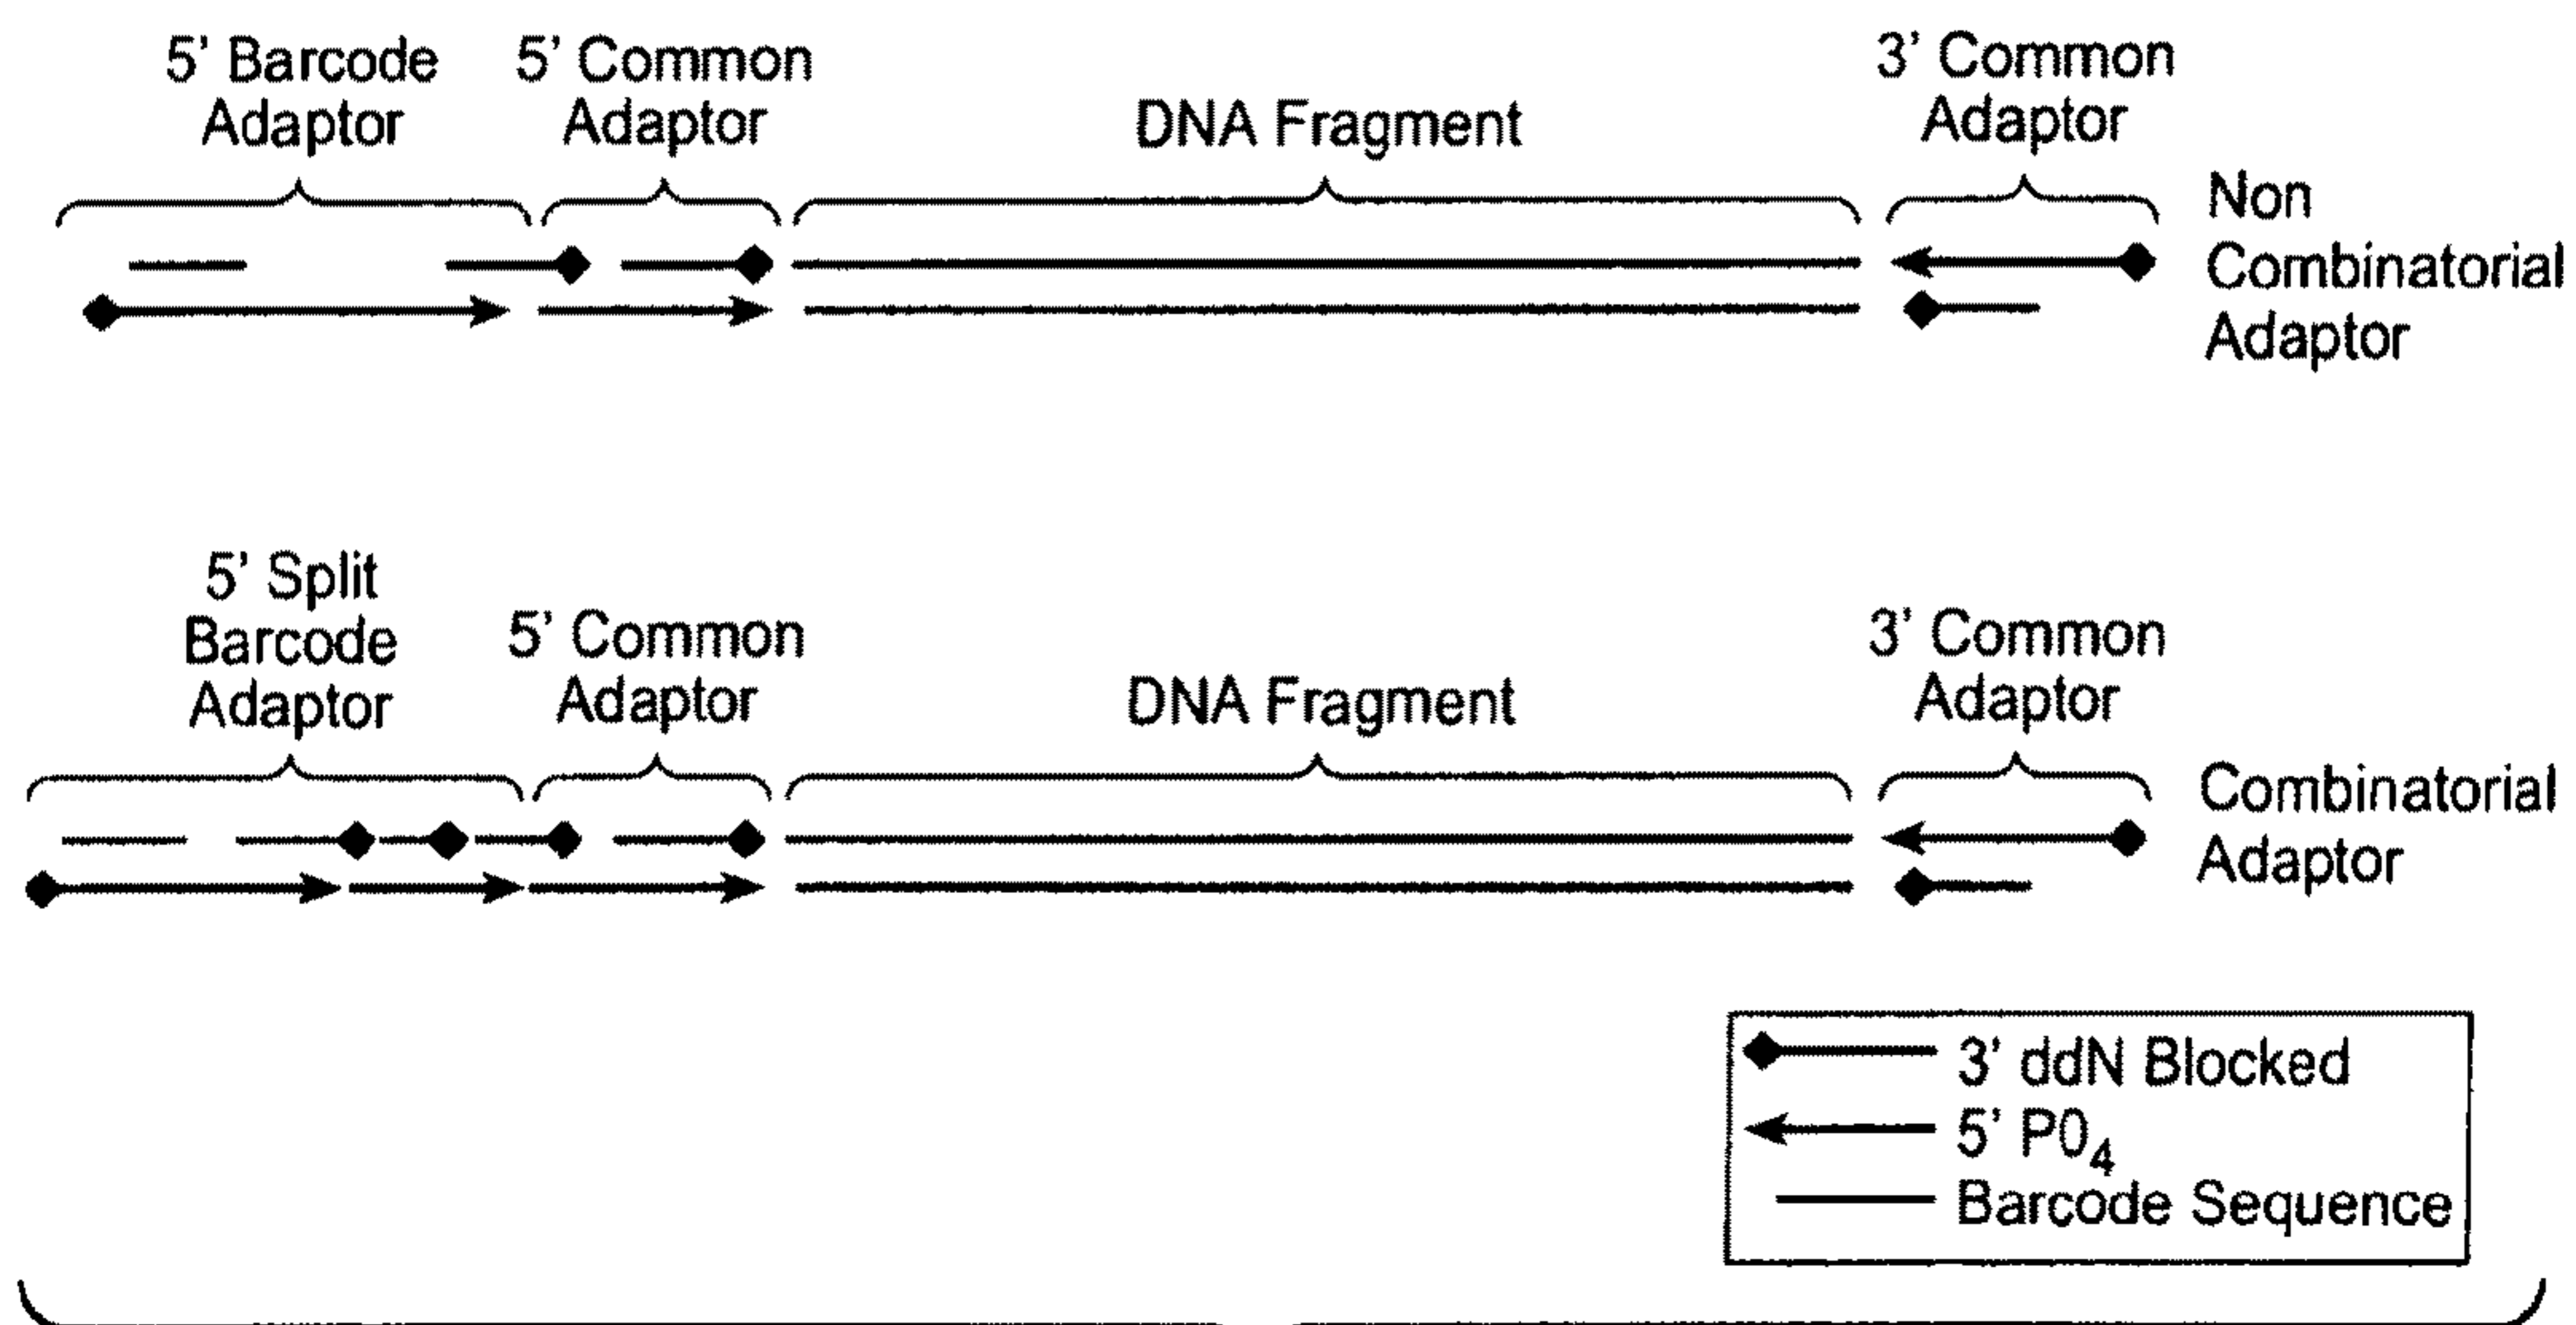 5' Barcode
Adaptor
5' Common
Adaptor
DNA Fragment
3' Common
Adaptor
Non
Combinatorial
Adaptor
5' Split
Barcode
Adaptor
5' Common
Adaptor
DNA Fragment
3' Common
Adaptor
Combinatorial
Adaptor
3' ddN Blocked
5' P0₄
Barcode Sequence